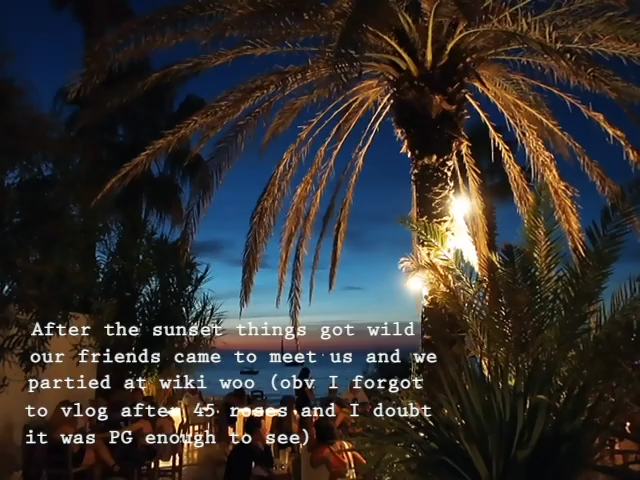 After the sunset things got wild
our friends came to meet us and we
partied at wiki woo (obv I forgot
to vlog after 45 roses and I doubt
it was PG enough to see)